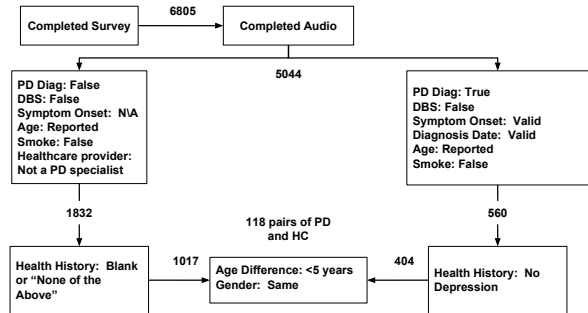 6805
Completed Survey
Completed Audio
5044
PD Diag: False
DBS: False
Symptom Onset: N\A
Age: Reported
Smoke: False
Healthcare provider:
Not a PD specialist
PD Diag: True
DBS: False
Symptom Onset: Valid
Diagnosis Date: Valid
Age: Reported
Smoke: False
1832
118 pairs of PD
and HC
560
Health History: Blank
or “None of the
Above”
1017
Age Difference: <5 years
Gender: Same
404
Health History: No
Depression